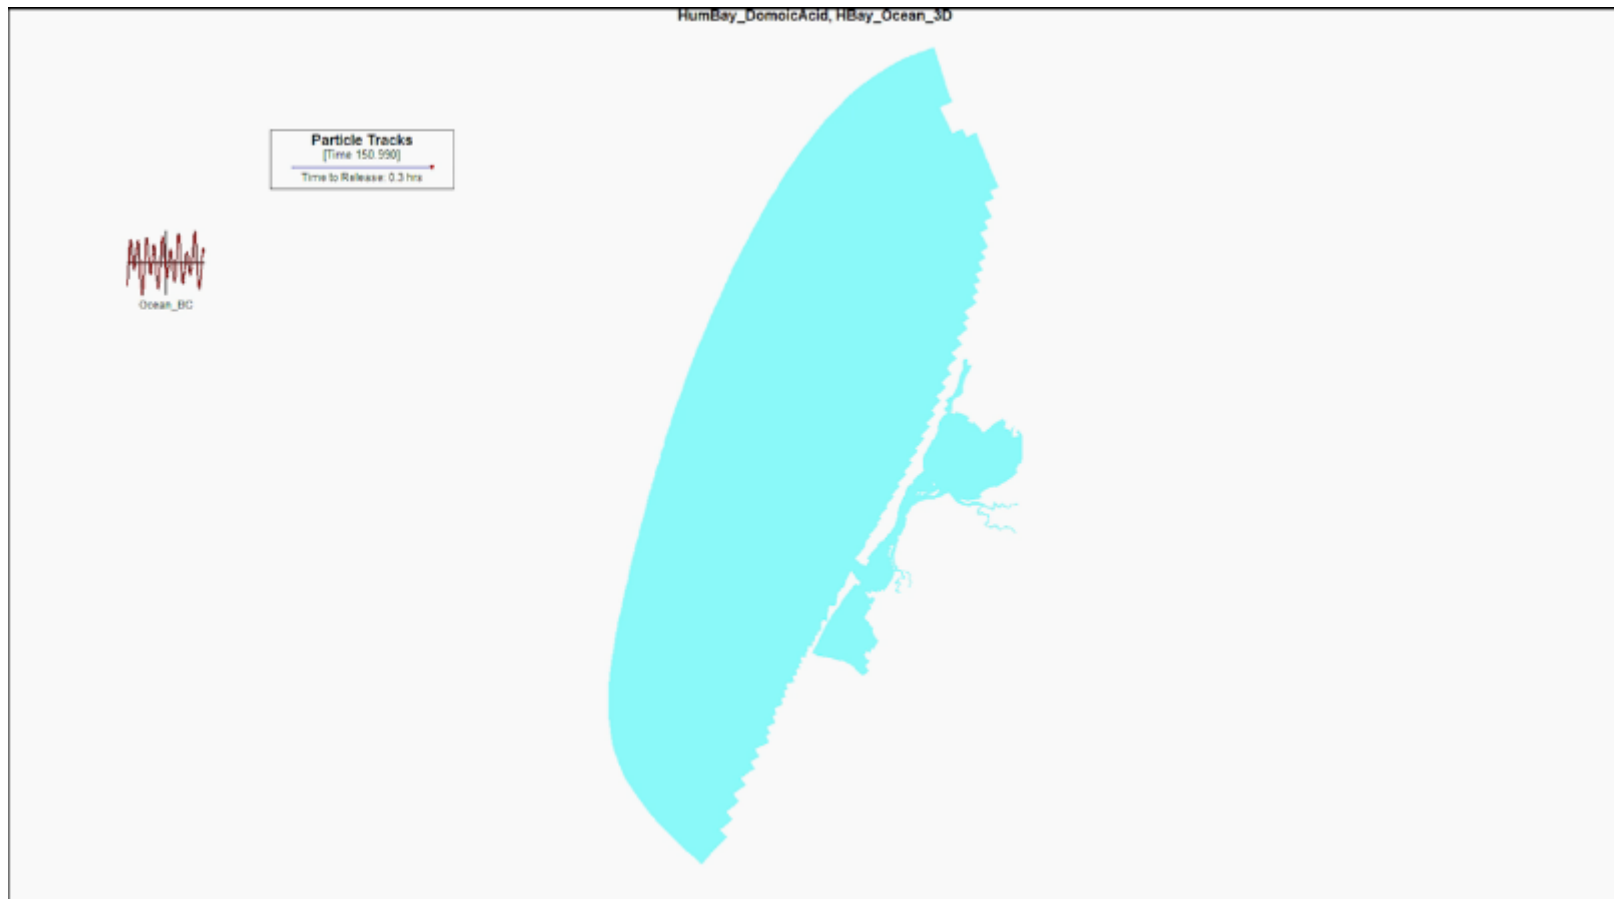 HumBay_DomoicAcid, HBay_Ocean_3D
Particle Tracks
[Time 150.990]
Time to Release: 0.3 hrs
Ocean_BC